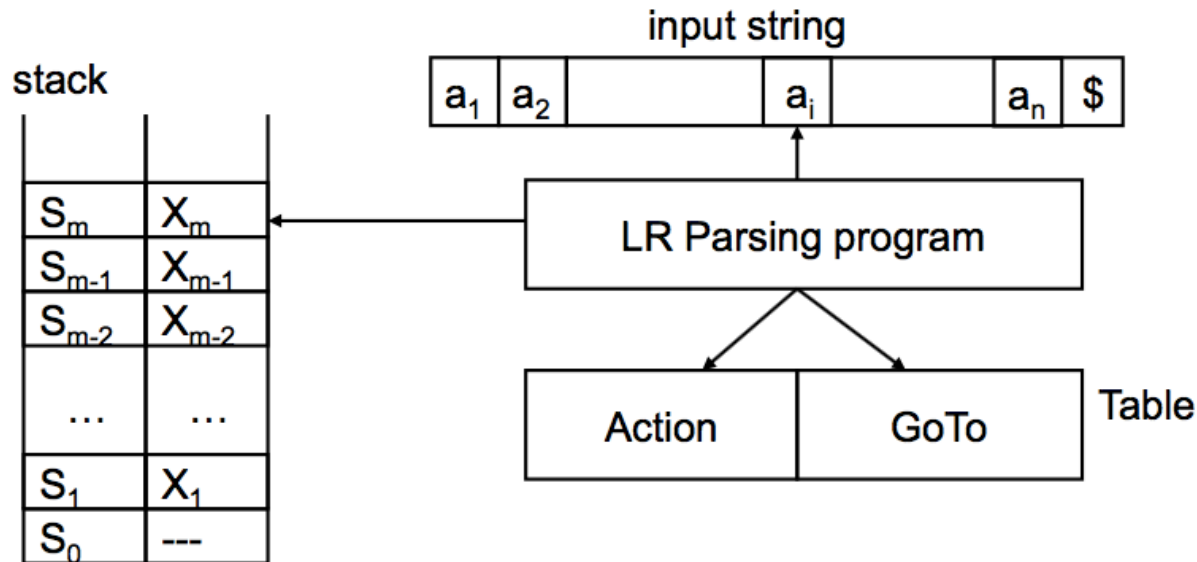 input string
stack
a₁ a₂ aᵢ aₙ $
Sₘ Xₘ
LR Parsing program
Sₘ₋₁ Xₘ₋₁
Sₘ₋₂ Xₘ₋₂
… …
Action GoTo
Table
S₁ X₁
S₀ ---